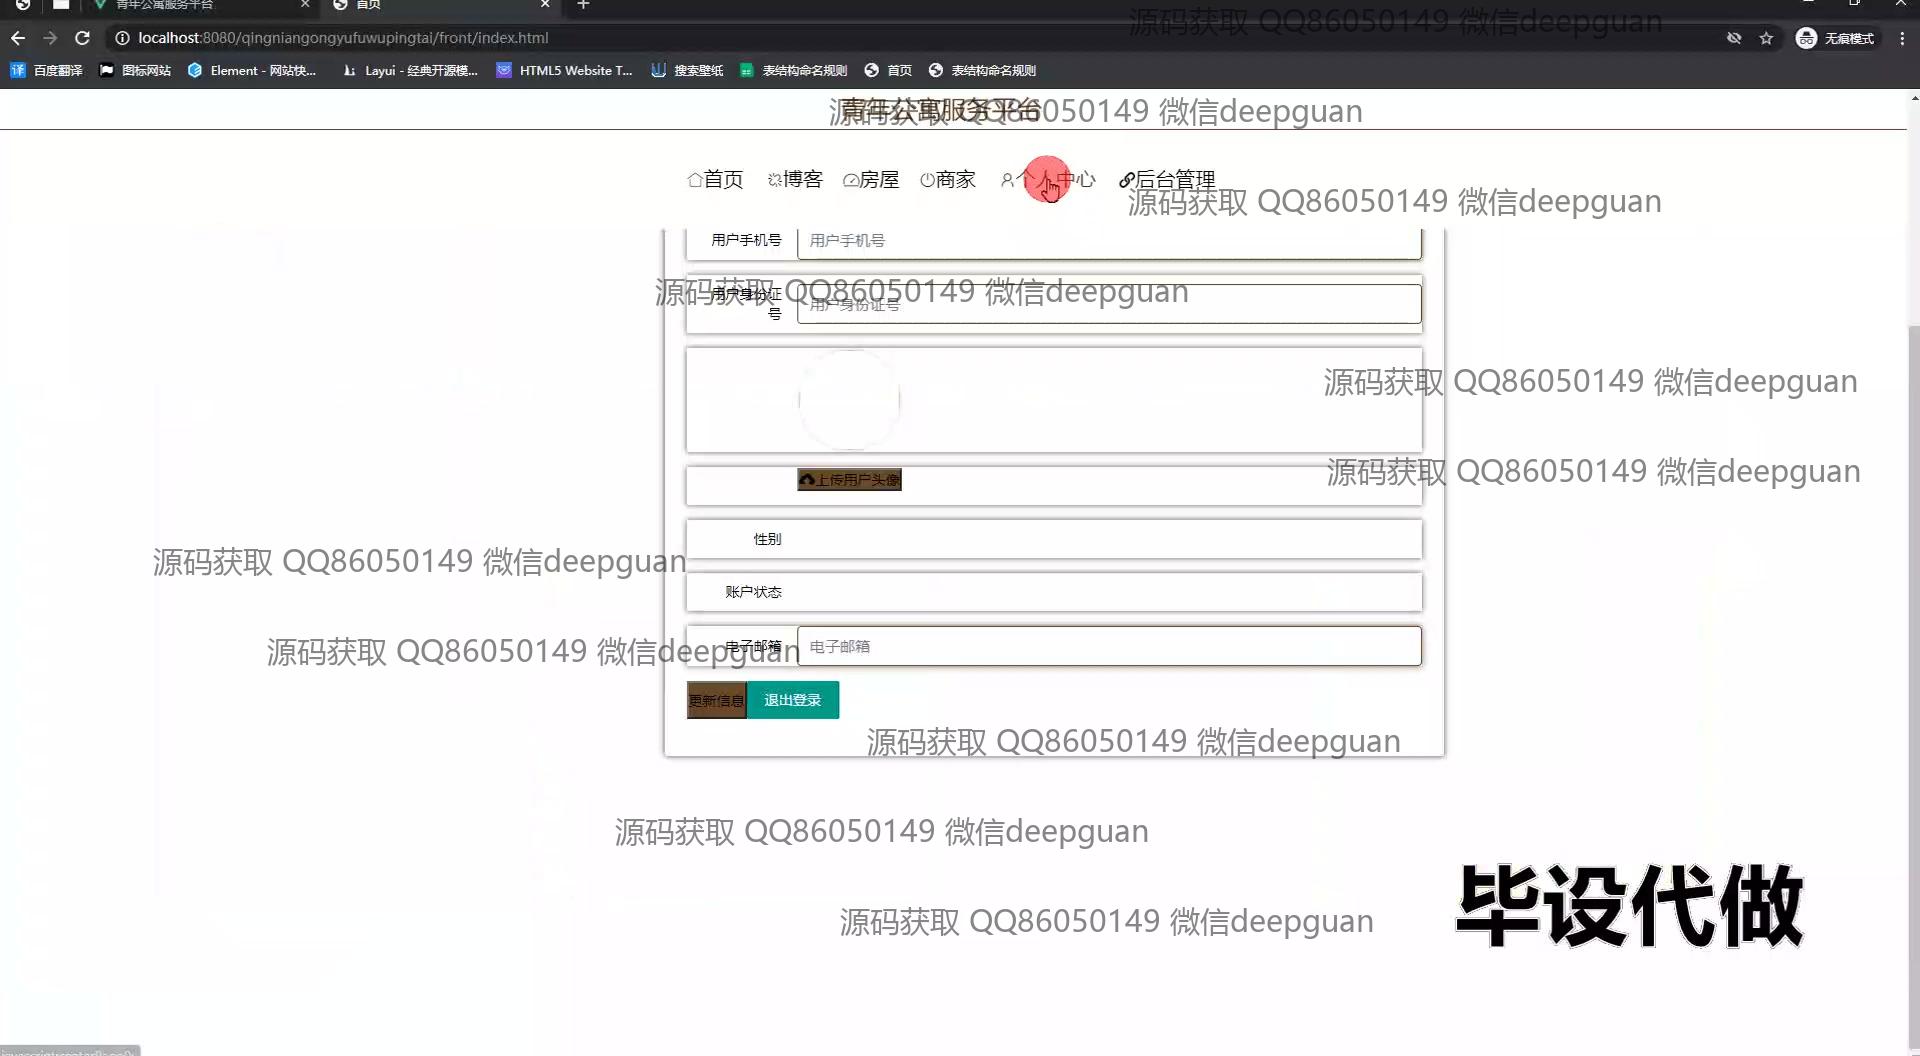 青年公寓服务平台
首页
localhost:8080/qingniangongyufuwupingtai/front/index.html
无痕模式
百度翻译
图标网站
Element - 网站快...
Layui - 经典开源模...
HTML5 Website T...
搜索壁纸
表结构命名规则
首页
表结构命名规则
源码获取 QQ86050149 微信deepguan
青年公寓服务平台
源码获取 QQ86050149 微信deepguan
首页
博客
房屋
商家
个人中心
后台管理
源码获取 QQ86050149 微信deepguan
用户手机号
用户手机号
源码获取 QQ86050149 微信deepguan
用户身份证号
用户身份证号
源码获取 QQ86050149 微信deepguan
上传用户头像
源码获取 QQ86050149 微信deepguan
性别
源码获取 QQ86050149 微信deepguan
账户状态
电子邮箱
电子邮箱
源码获取 QQ86050149 微信deepguan
更新信息
退出登录
源码获取 QQ86050149 微信deepguan
源码获取 QQ86050149 微信deepguan
毕设代做
源码获取 QQ86050149 微信deepguan